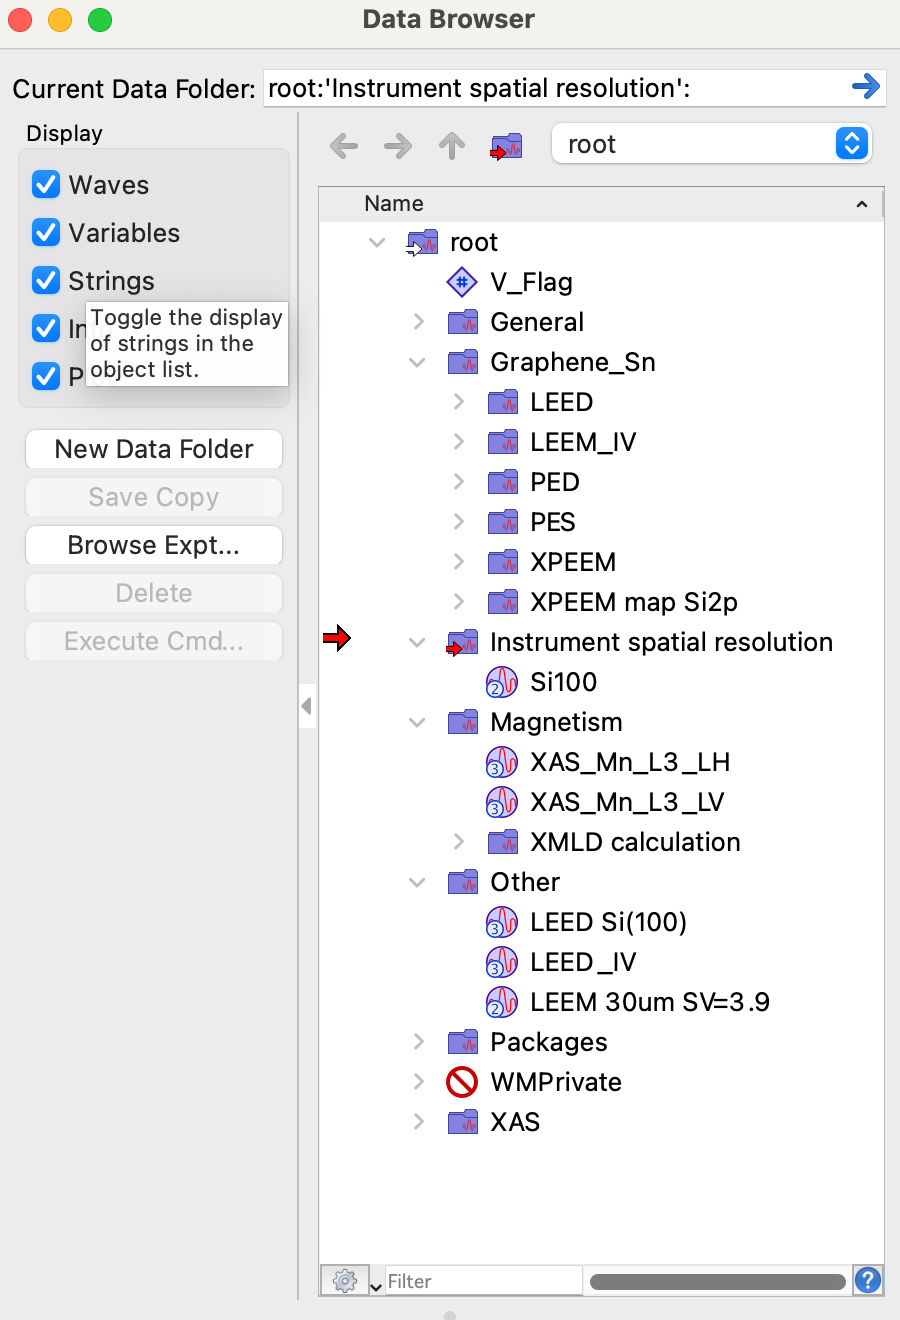 Data Browser
Current Data Folder: root:'Instrument spatial resolution':
Display
Waves
Variables
Strings
Toggle the display
of strings in the
object list.
New Data Folder
Save Copy
Browse Expt...
Delete
Execute Cmd...
root
Name
root
V_Flag
General
Graphene_Sn
LEED
LEEM_IV
PED
PES
XPEEM
XPEEM map Si2p
Instrument spatial resolution
2 Si100
Magnetism
3 XAS_Mn_L3_LH
3 XAS_Mn_L3_LV
XMLD calculation
Other
3 LEED Si(100)
3 LEED_IV
2 LEEM 30um SV=3.9
Packages
WMPrivate
XAS
Filter
?